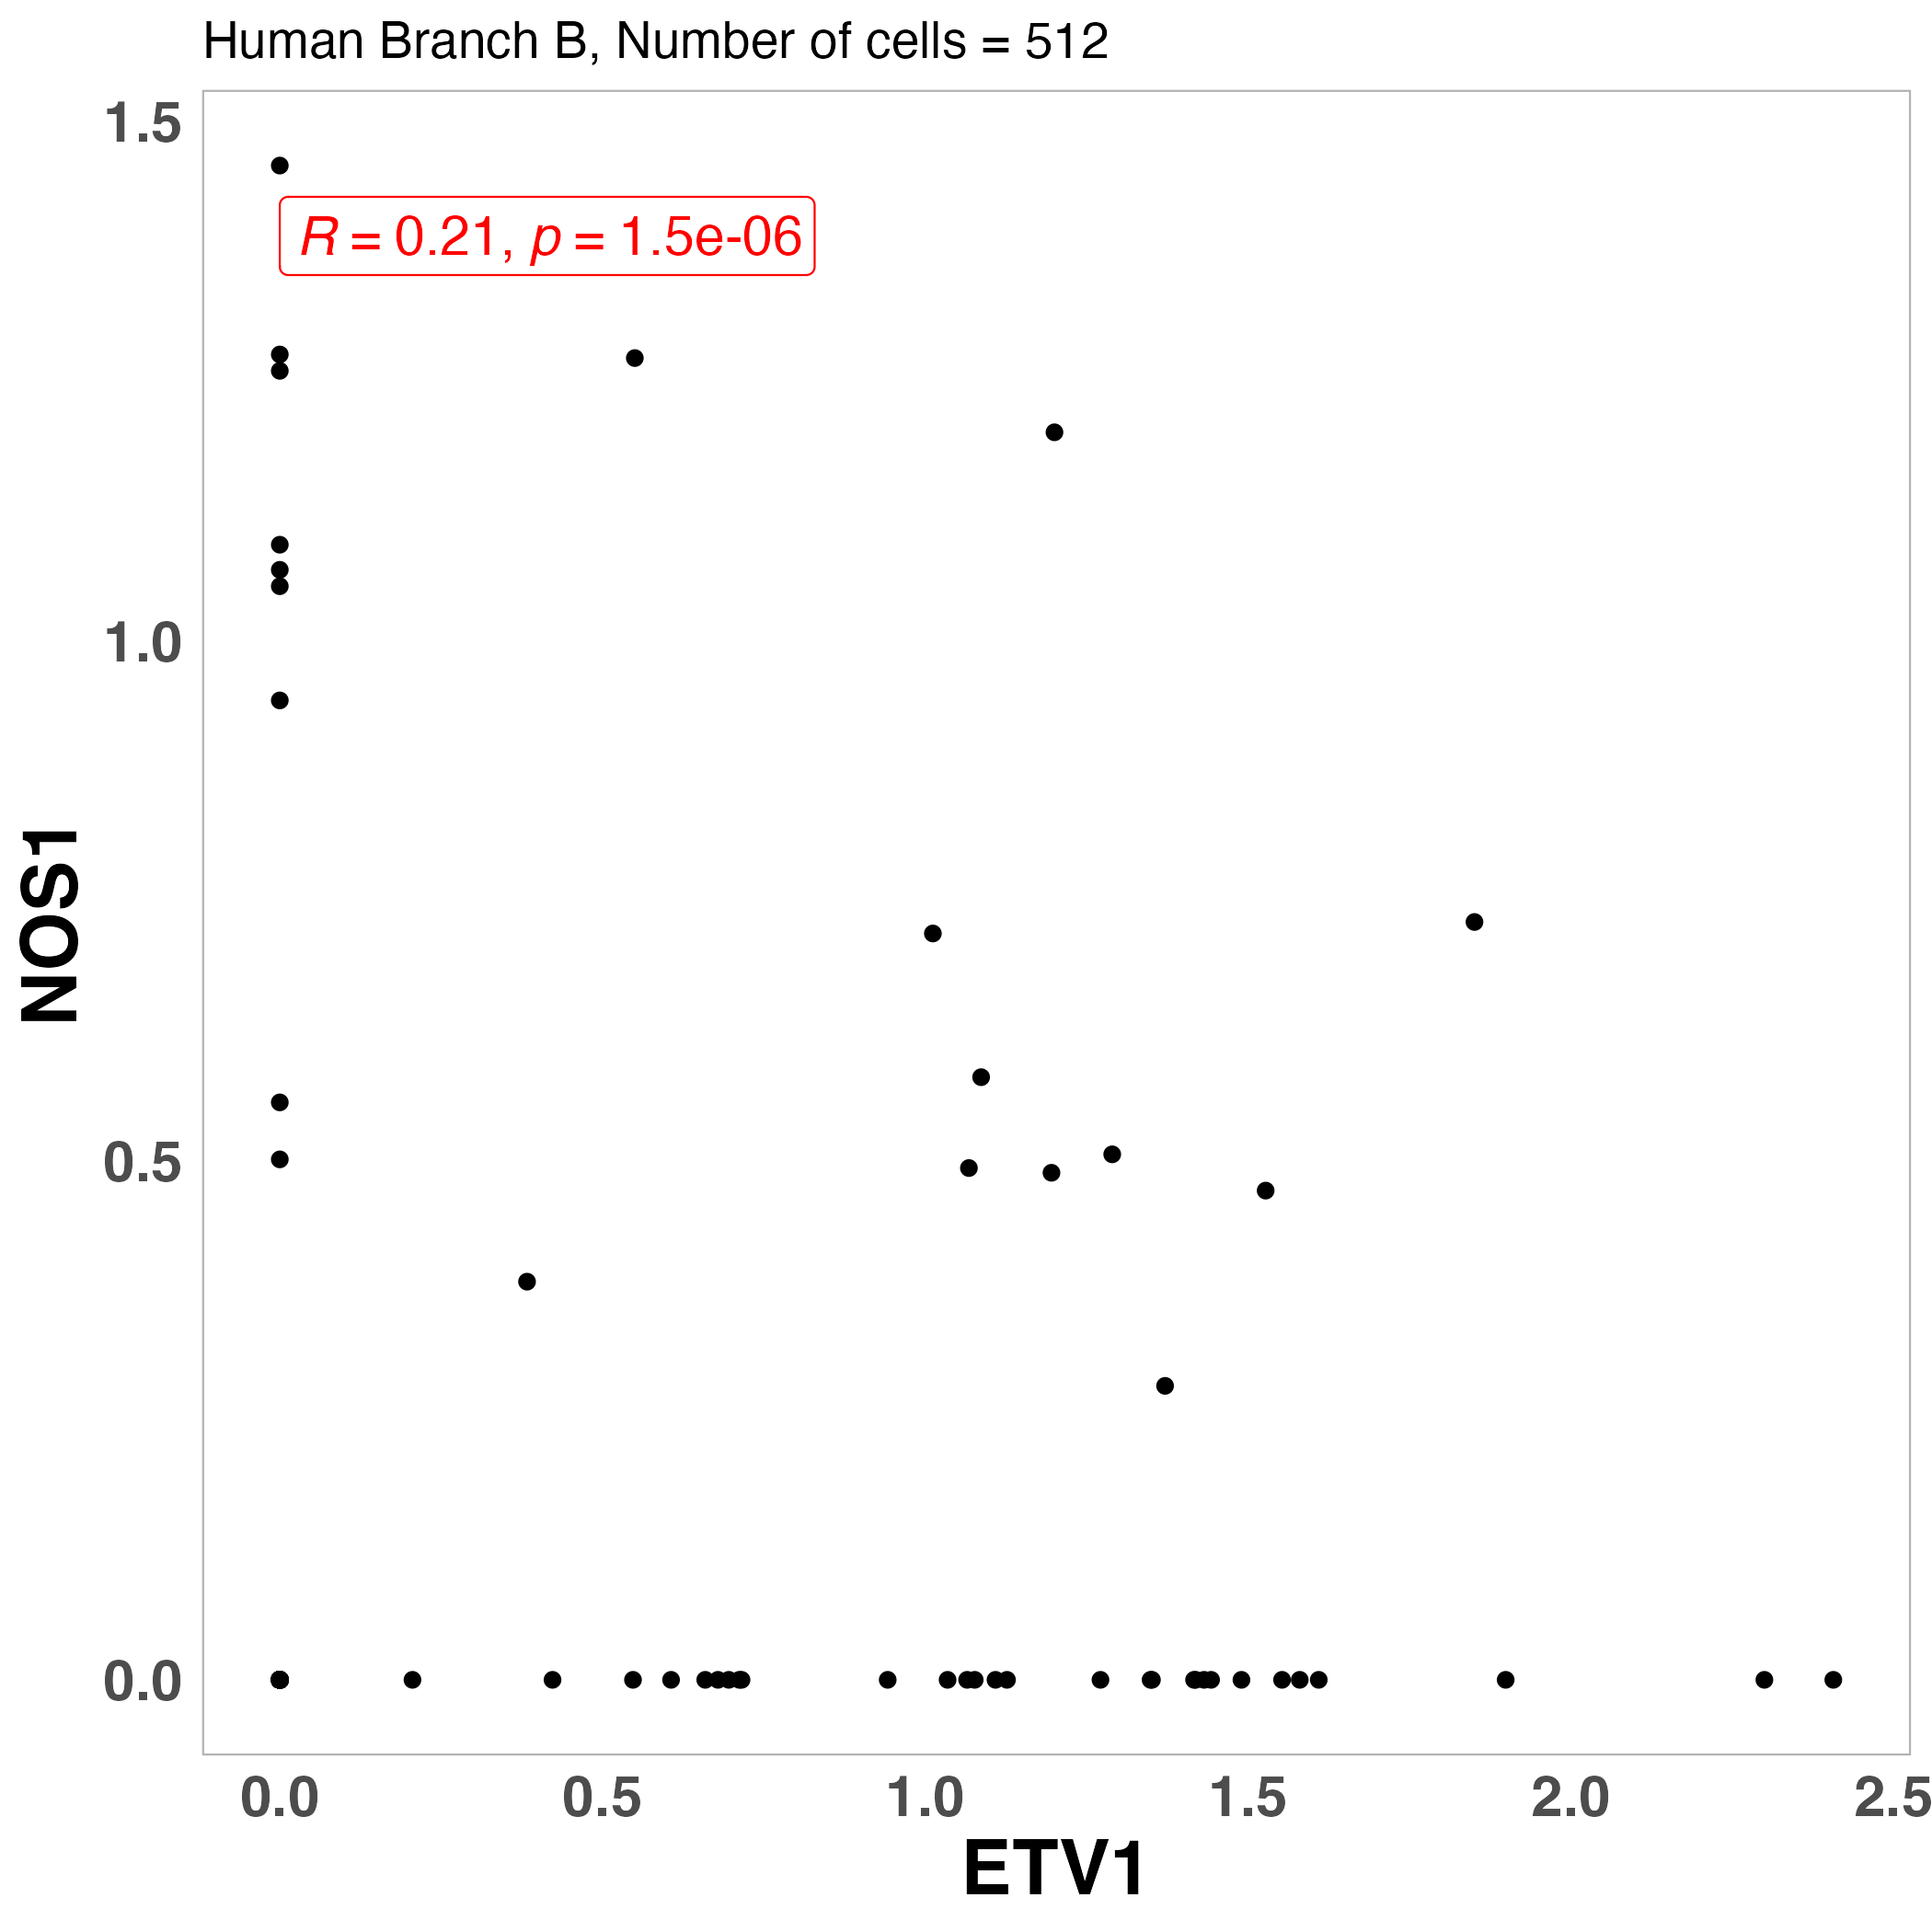 Human Branch B, Number of cells = 512
1.5
R = 0.21, p = 1.5e-06
1.0
NOS1
0.5
0.0
0.0 0.5 1.0 1.5 2.0 2.5
ETV1